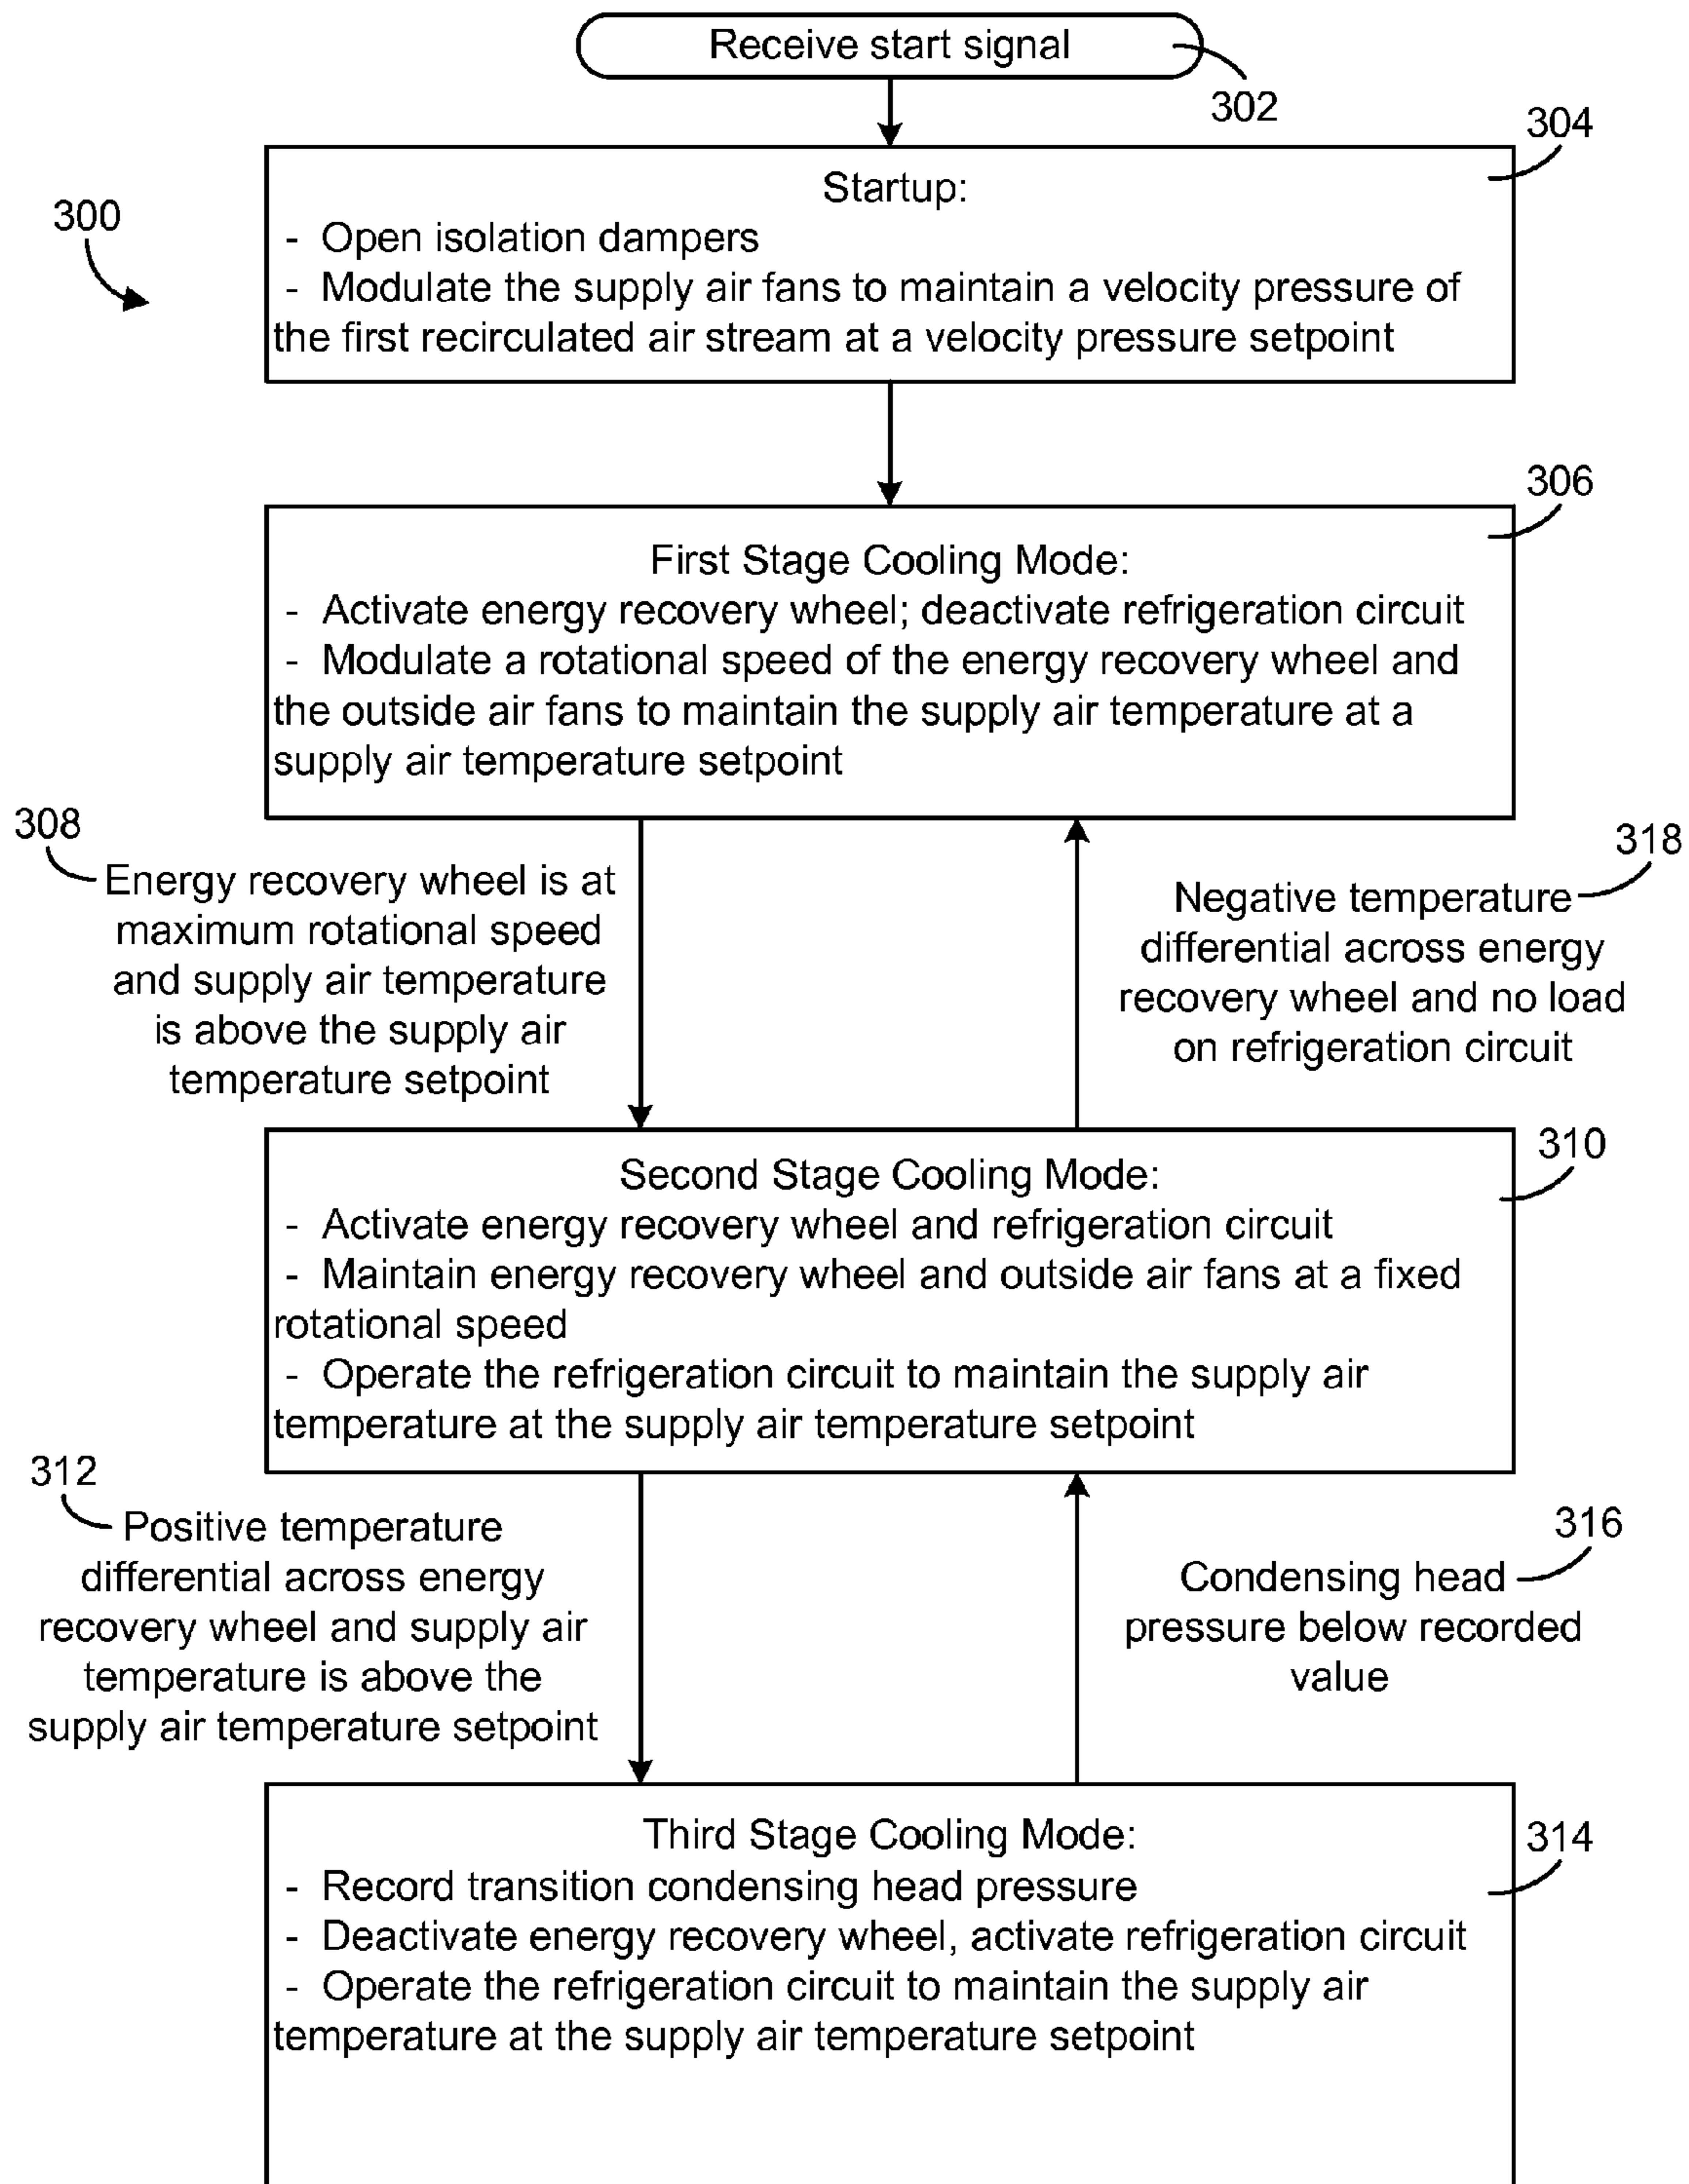 Receive start signal
302
304
300
Startup:
- Open isolation dampers
- Modulate the supply air fans to maintain a velocity pressure of
the first recirculated air stream at a velocity pressure setpoint
306
First Stage Cooling Mode:
- Activate energy recovery wheel; deactivate refrigeration circuit
- Modulate a rotational speed of the energy recovery wheel and
the outside air fans to maintain the supply air temperature at a
supply air temperature setpoint
308
Energy recovery wheel is at
maximum rotational speed
and supply air temperature
is above the supply air
temperature setpoint
318
Negative temperature
differential across energy
recovery wheel and no load
on refrigeration circuit
310
Second Stage Cooling Mode:
- Activate energy recovery wheel and refrigeration circuit
- Maintain energy recovery wheel and outside air fans at a fixed
rotational speed
- Operate the refrigeration circuit to maintain the supply air
temperature at the supply air temperature setpoint
312
Positive temperature
differential across energy
recovery wheel and supply air
temperature is above the
supply air temperature setpoint
316
Condensing head
pressure below recorded
value
314
Third Stage Cooling Mode:
- Record transition condensing head pressure
- Deactivate energy recovery wheel, activate refrigeration circuit
- Operate the refrigeration circuit to maintain the supply air
temperature at the supply air temperature setpoint